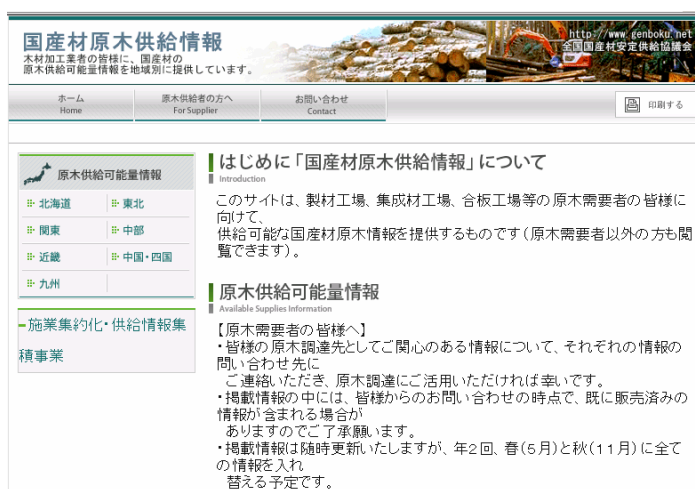 国産材原木供給情報
木材加工業者の皆様に、国産材の
原木供給可能量情報を地域別に提供しています。
http://www.genboku.net
全国国産材安定供給協議会
ホーム
Home
原木供給者の方へ
For Supplier
お問い合わせ
Contact
印刷する
原木供給可能量情報
北海道
東北
関東
中部
近畿
中国・四国
九州
施業集約化・供給情報集
積事業
はじめに「国産材原木供給情報」について
Introduction
このサイトは、製材工場、集成材工場、合板工場等の原木需要者の皆様に
向けて、
供給可能な国産材原木情報を提供するものです(原木需要者以外の方も閲
覧できます)。
原木供給可能量情報
Available Supplies Information
【原木需要者の皆様へ】
・皆様の原木調達先としてご関心のある情報について、それぞれの情報の
問い合わせ先に
ご連絡いただき、原木調達にご活用いただければ幸いです。
・掲載情報の中には、皆様からのお問い合わせの時点で、既に販売済みの
情報が含まれる場合が
ありますのでご了承願います。
・掲載情報は随時更新いたしますが、年2回、春(5月)と秋(11月)に全て
の情報を入れ
替える予定です。